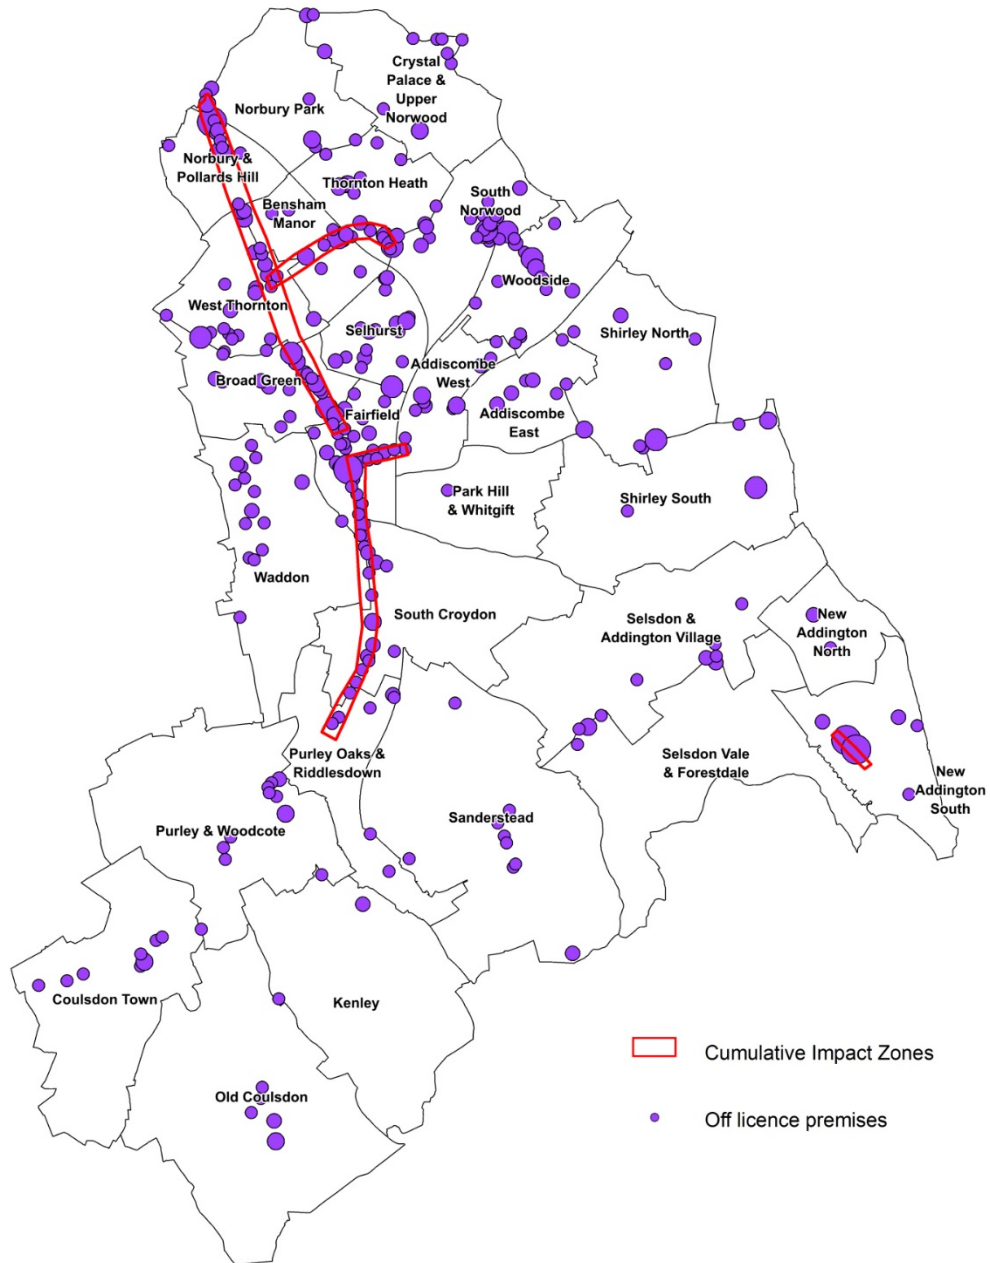 Crystal
Palace &
Upper
Norwood
Norbury Park
Norbury &
Pollards Hill
Thornton Heath
Bensham
Manor
South
Norwood
Woodside
West Thornton
Selhurst
Shirley North
Addiscombe
West
Broad Green
Fairfield
Addiscombe
East
Park Hill
& Whitgift
Shirley South
Waddon
South Croydon
Selsdon &
Addington Village
New
Addington
North
Purley Oaks &
Riddlesdown
Selsdon Vale
& Forestdale
New
Addington
South
Sanderstead
Purley & Woodcote
Coulsdon Town
Kenley
Old Coulsdon
Cumulative Impact Zones
Off licence premises